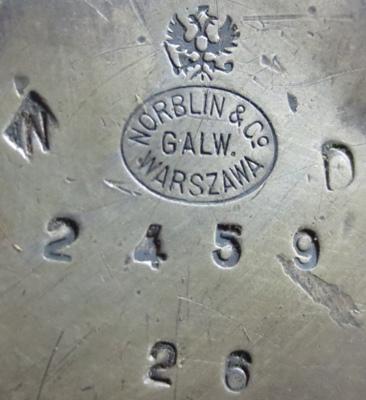 NORBLIN & Co.
GALW.
WARSZAWA
N D
2459
26